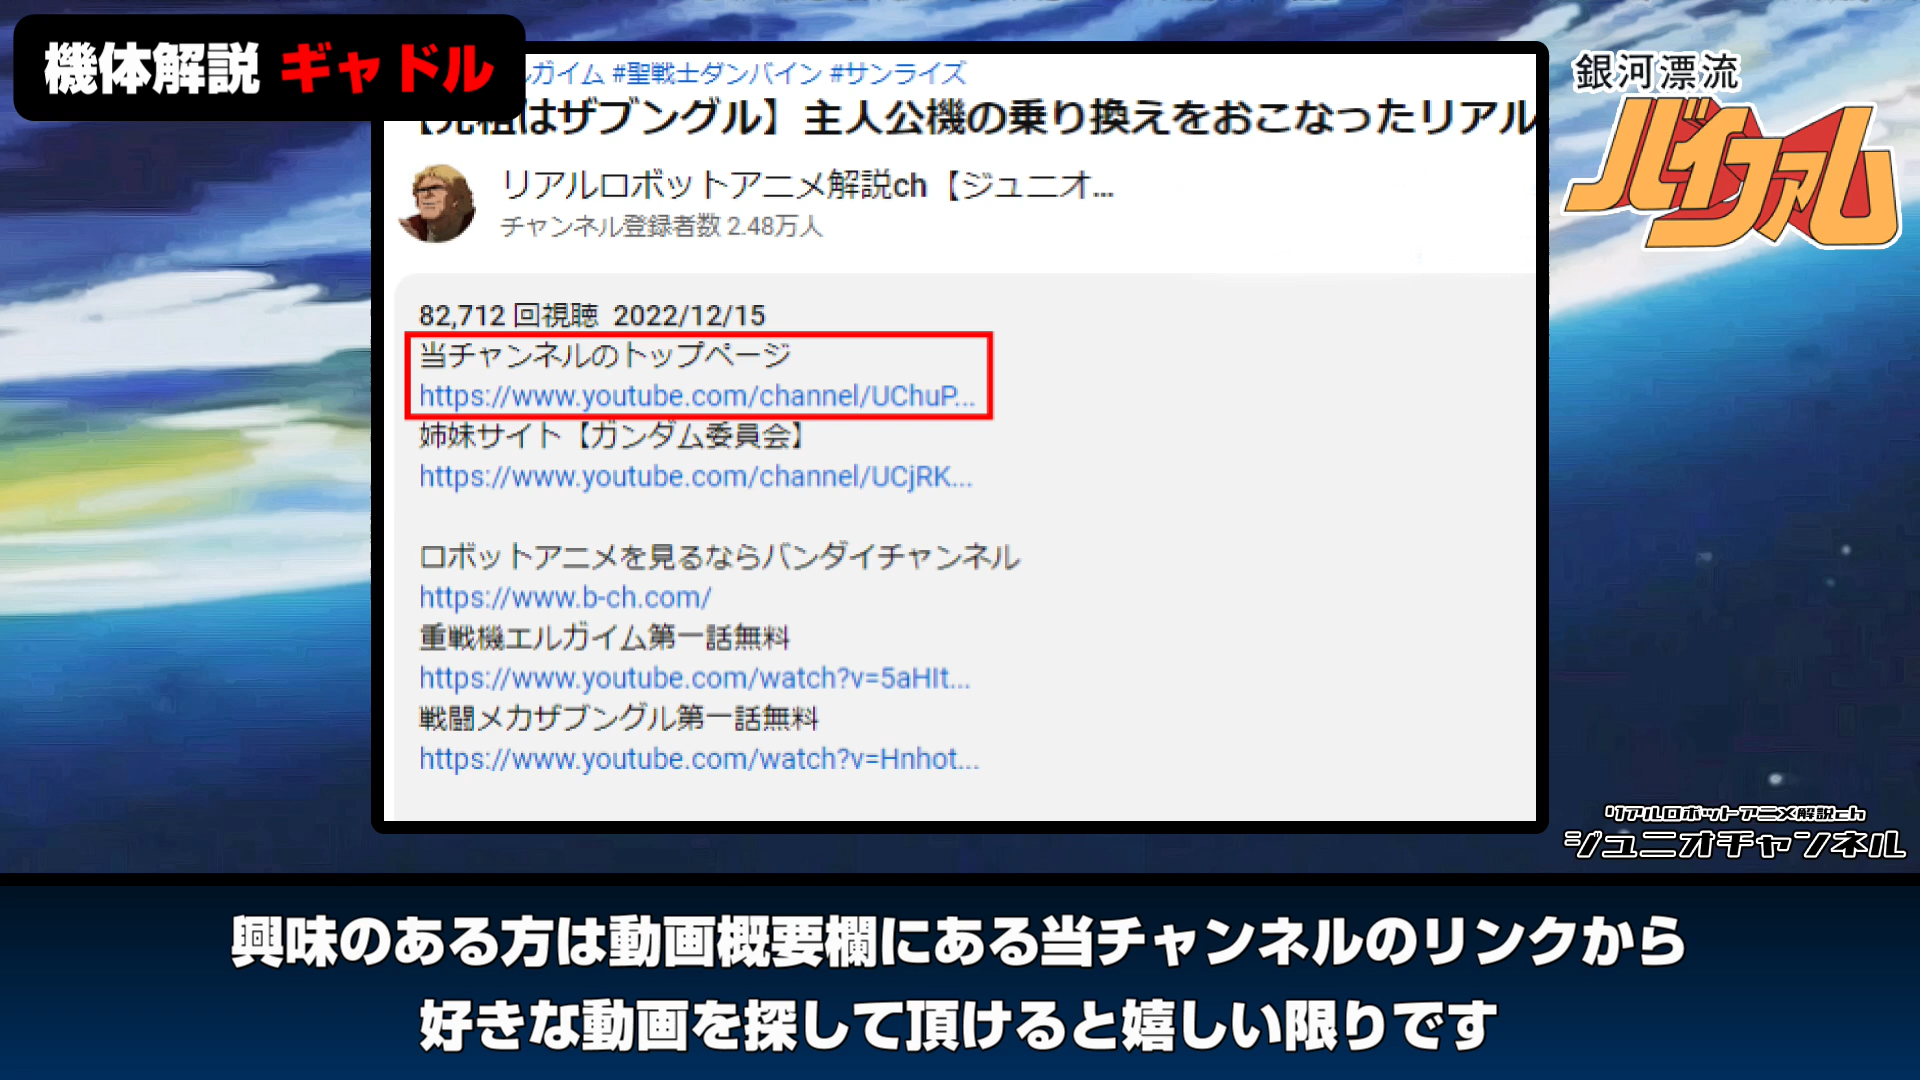 機体解説 ギャドル
ルガイム #聖戦士ダンバイン #サンライズ
【元祖はザブングル】主人公機の乗り換えをおこなったリアル
リアルロボットアニメ解説ch【ジュニオ...
チャンネル登録者数 2.48万人
82,712 回視聴 2022/12/15
当チャンネルのトップページ
https://www.youtube.com/channel/UChuP...
姉妹サイト【ガンダム委員会】
https://www.youtube.com/channel/UCjRK...
ロボットアニメを見るならバンダイチャンネル
https://www.b-ch.com/
重戦機エルガイム第一話無料
https://www.youtube.com/watch?v=5aHIt...
戦闘メカザブングル第一話無料
https://www.youtube.com/watch?v=Hnhot...
銀河漂流
バイファム
リアルロボットアニメ解説ch
ジュニオチャンネル
興味のある方は動画概要欄にある当チャンネルのリンクから
好きな動画を探して頂けると嬉しい限りです